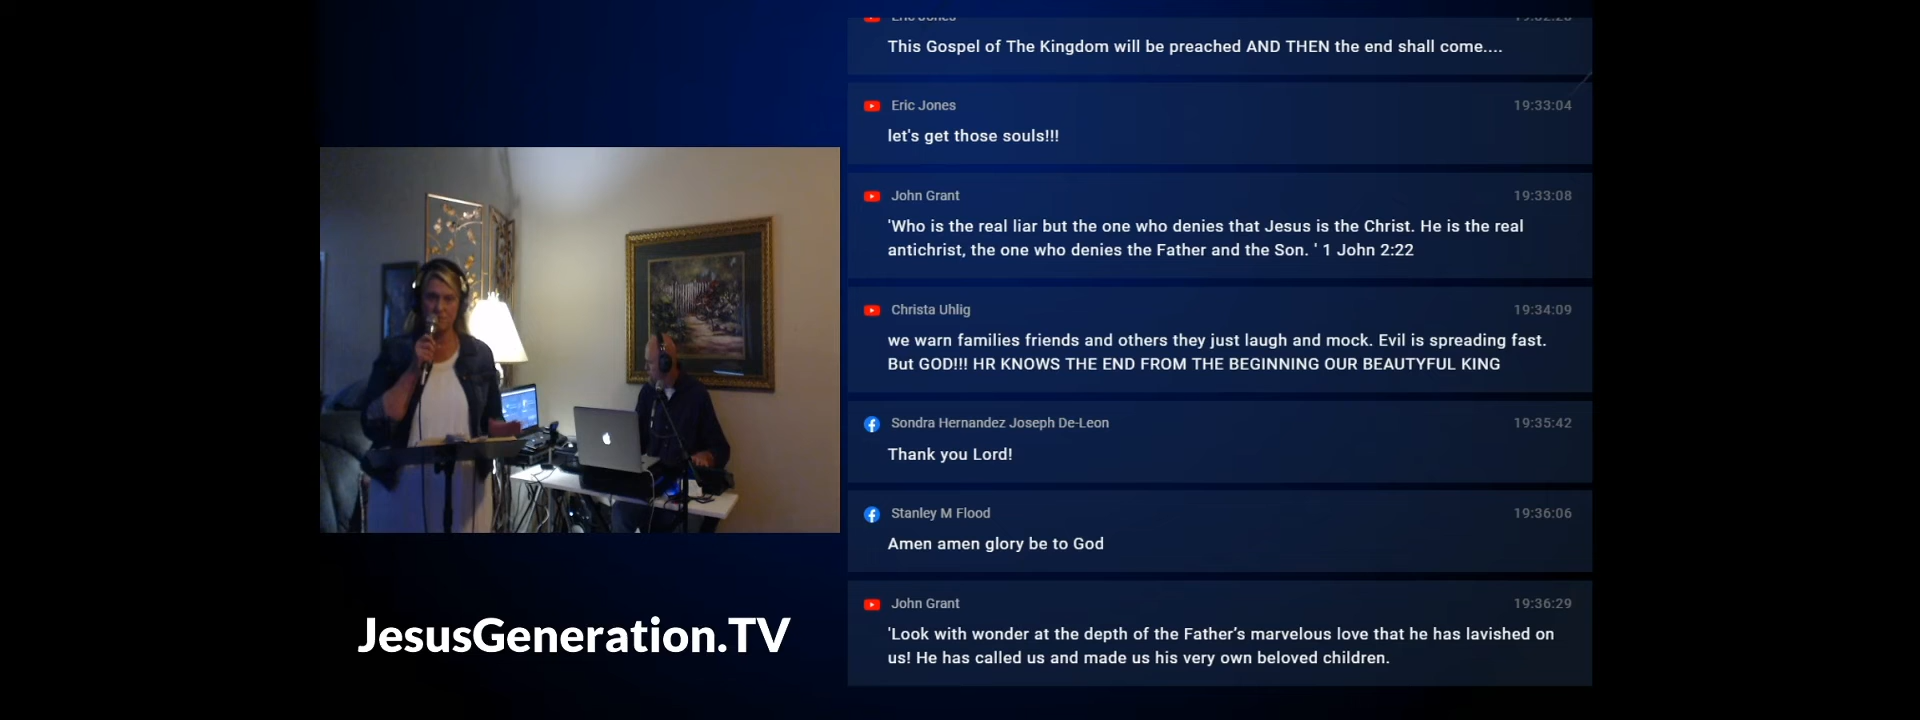 Eric Jones
This Gospel of The Kingdom will be preached AND THEN the end shall come....
Eric Jones 19:33:04
let's get those souls!!!
John Grant 19:33:08
'Who is the real liar but the one who denies that Jesus is the Christ. He is the real
antichrist, the one who denies the Father and the Son. ' 1 John 2:22
Christa Uhlig 19:34:09
we warn families friends and others they just laugh and mock. Evil is spreading fast.
But GOD!!! HR KNOWS THE END FROM THE BEGINNING OUR BEAUTYFUL KING
Sondra Hernandez Joseph De-Leon 19:35:42
Thank you Lord!
Stanley M Flood 19:36:06
Amen amen glory be to God
John Grant 19:36:29
'Look with wonder at the depth of the Father’s marvelous love that he has lavished on
us! He has called us and made us his very own beloved children.
JesusGeneration.TV